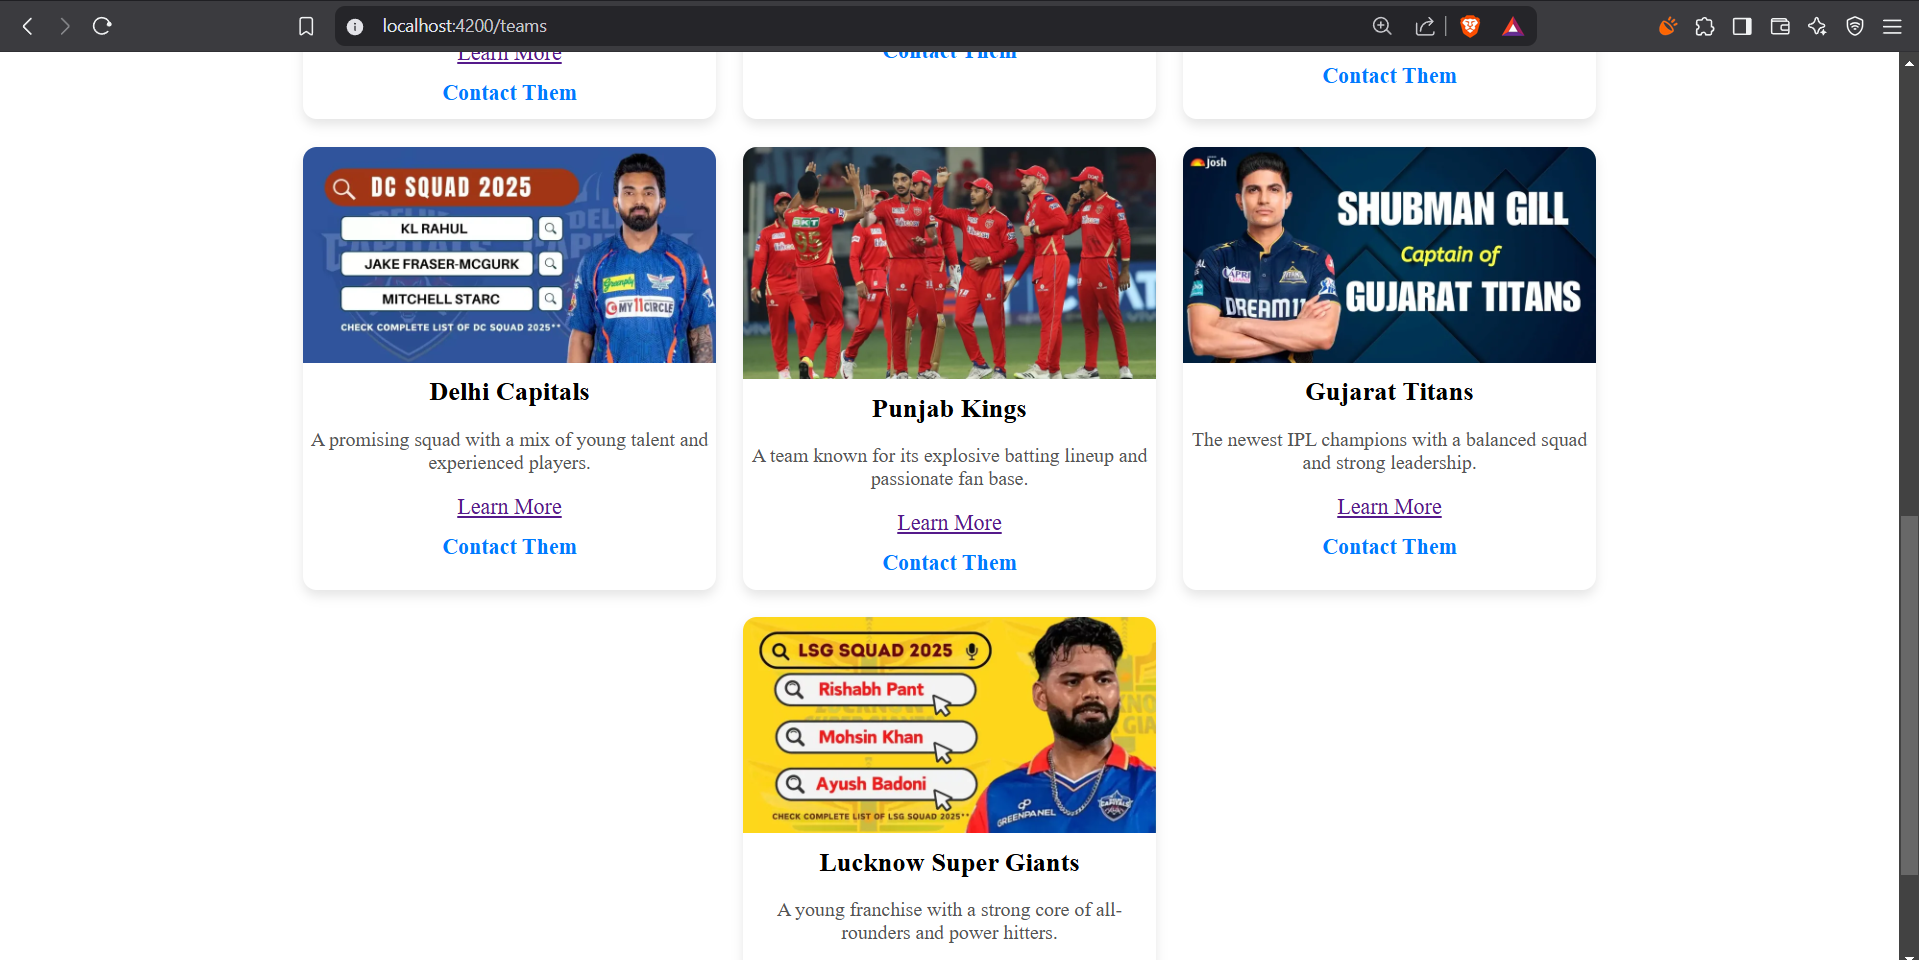 localhost:4200/teams
Learn More
Contact Them
Contact Them
Contact Them
DC SQUAD 2025
KL RAHUL
JAKE FRASER-MCGURK
MITCHELL STARC
CHECK COMPLETE LIST OF DC SQUAD 2025**
MY11CIRCLE
Delhi Capitals
A promising squad with a mix of young talent and
experienced players.
Learn More
Contact Them
Punjab Kings
A team known for its explosive batting lineup and
passionate fan base.
Learn More
Contact Them
josh
SHUBMAN GILL
Captain of
GUJARAT TITANS
DREAM11
Gujarat Titans
The newest IPL champions with a balanced squad
and strong leadership.
Learn More
Contact Them
LSG SQUAD 2025
Rishabh Pant
Mohsin Khan
Ayush Badoni
CHECK COMPLETE LIST OF LSG SQUAD 2025**
GREENPANEL
CAPITALS
Lucknow Super Giants
A young franchise with a strong core of all-
rounders and power hitters.